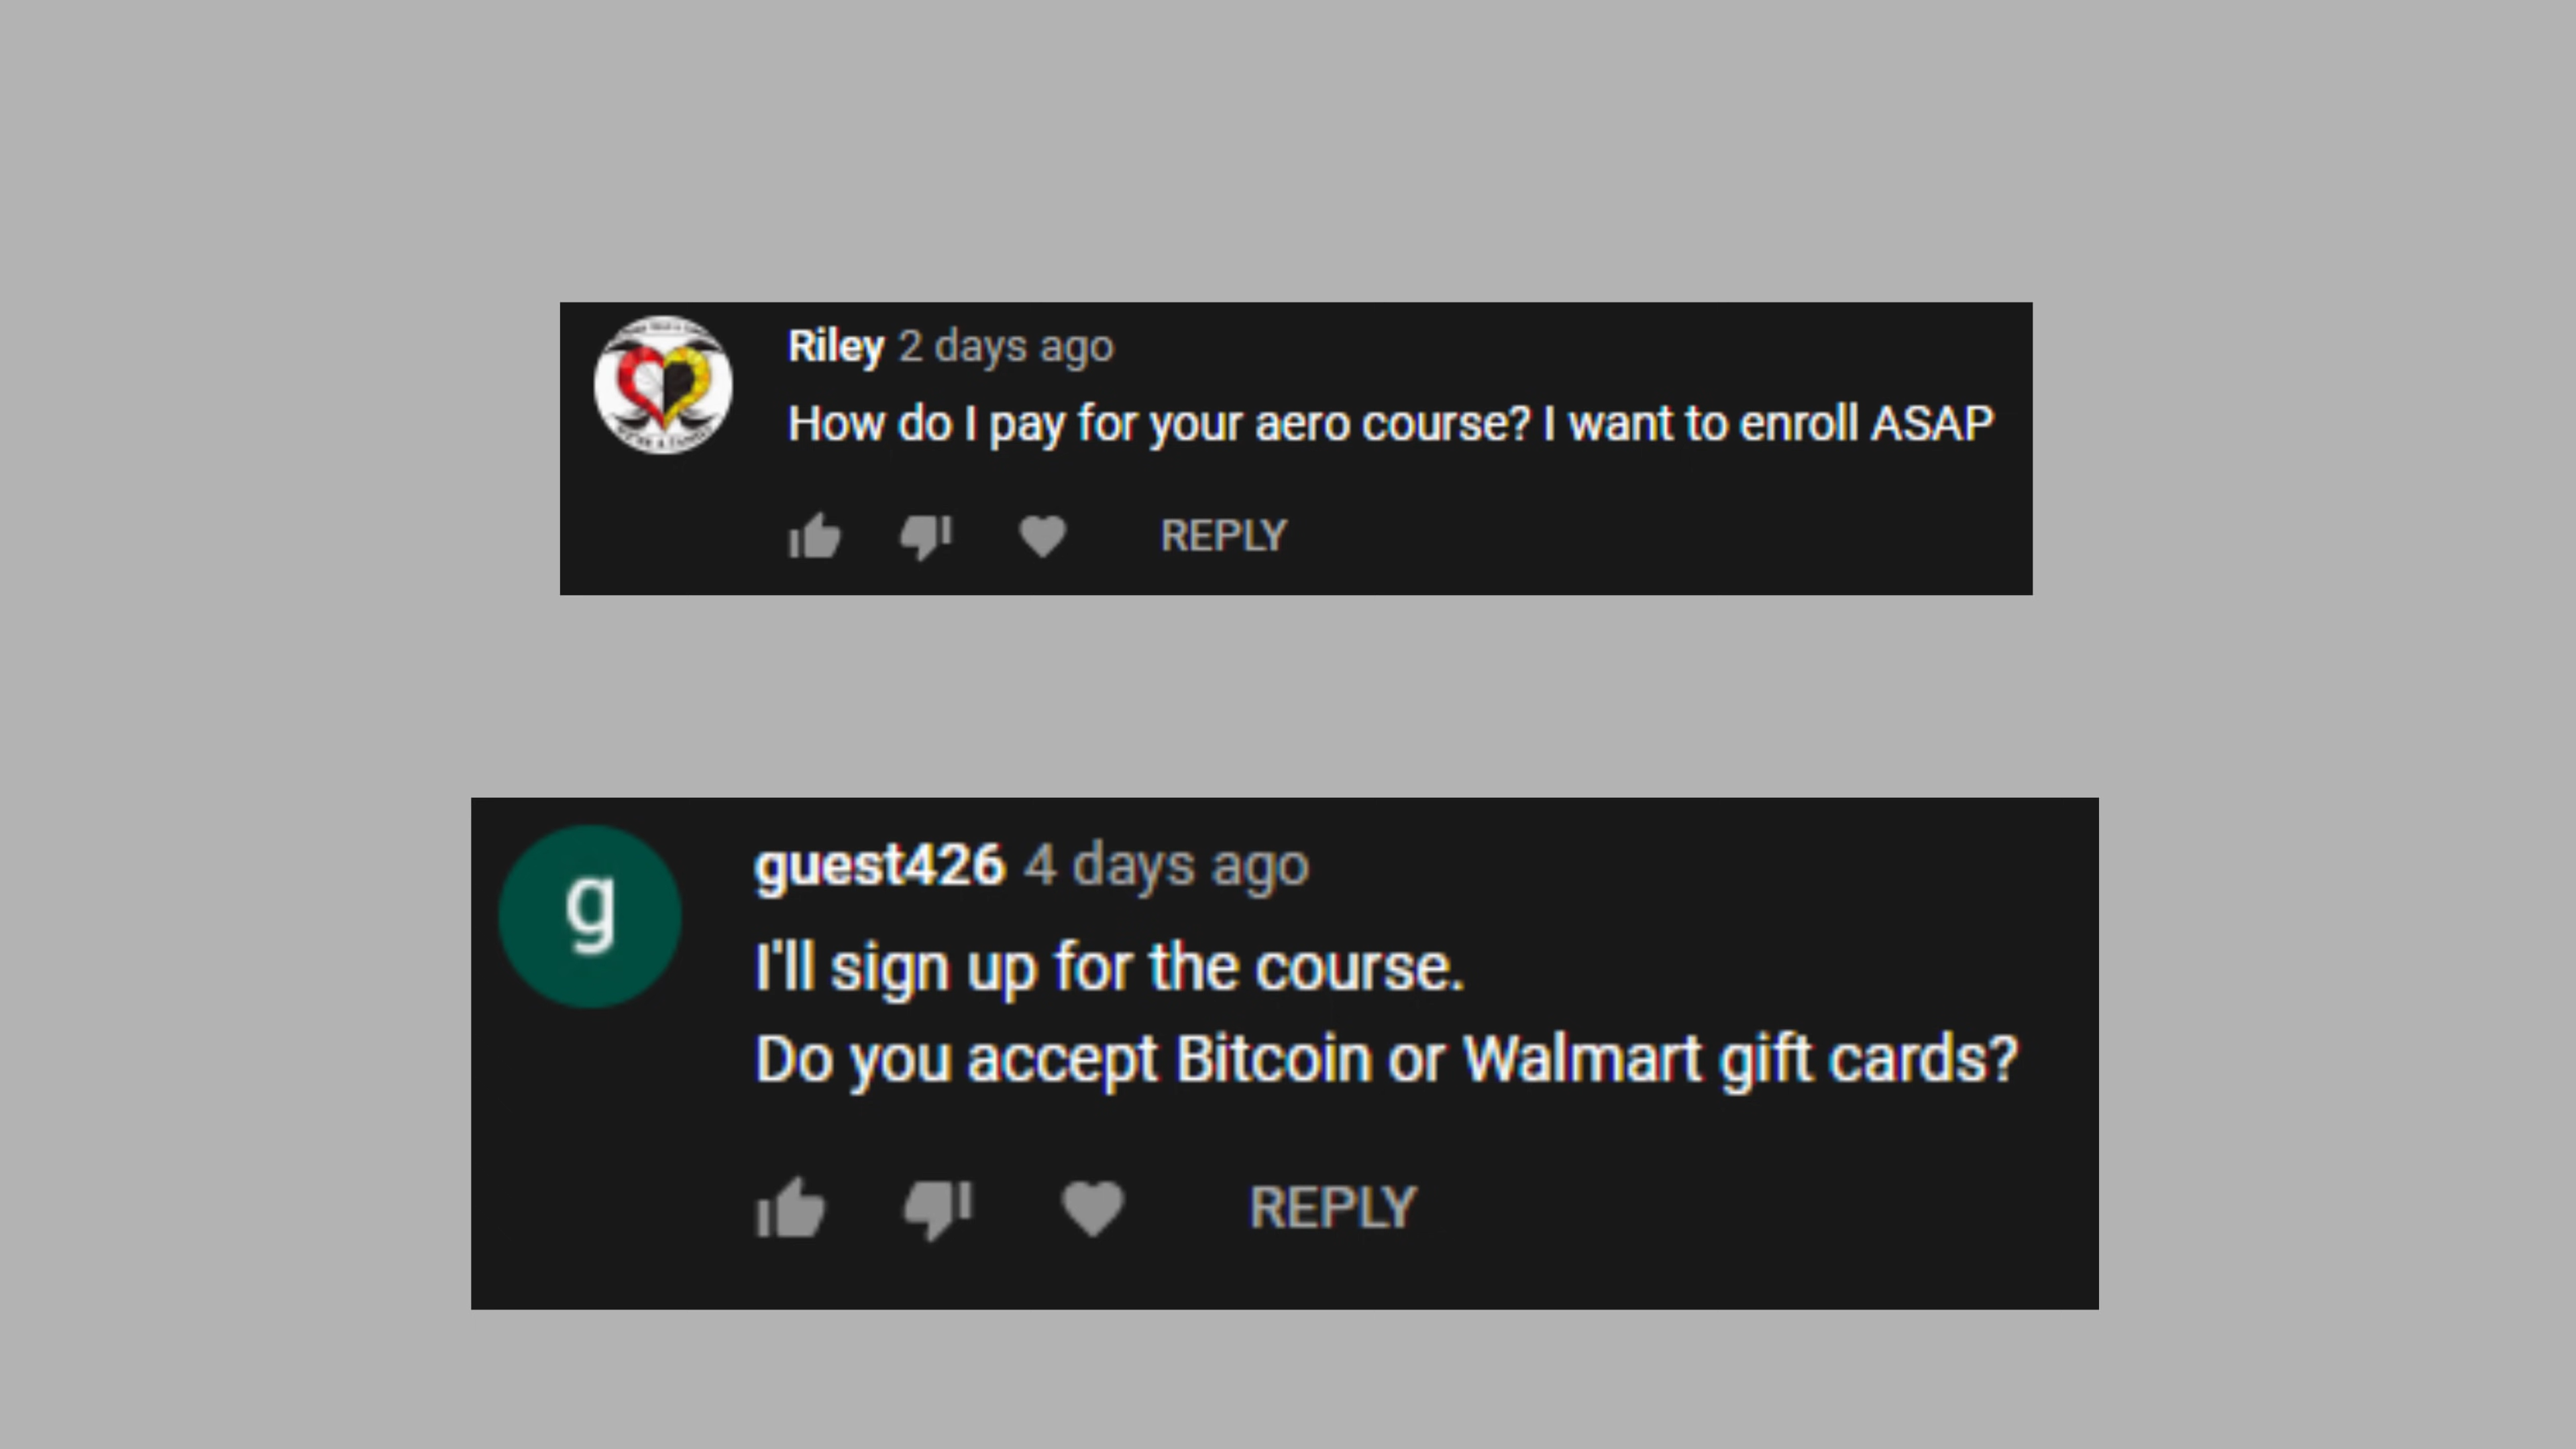 Riley 2 days ago
How do I pay for your aero course? I want to enroll ASAP
REPLY
g
guest426 4 days ago
I'll sign up for the course.
Do you accept Bitcoin or Walmart gift cards?
REPLY